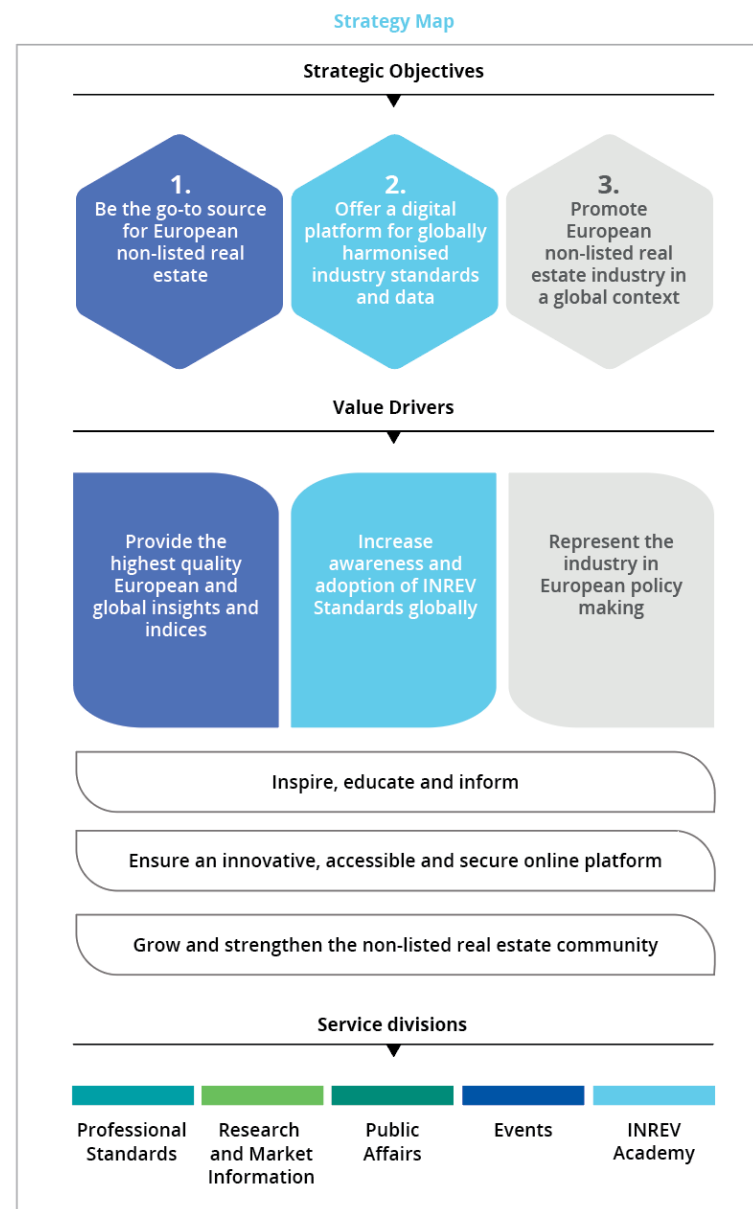 Strategy Map
Strategic Objectives
1.
Be the go-to source
for European
non-listed real
estate
2.
Offer a digital
platform for globally
harmonised
industry standards
and data
3.
Promote
European
non-listed real
estate industry in
a global context
Value Drivers
Provide the
highest quality
European and
global insights and
indices
Increase
awareness and
adoption of INREV
Standards globally
Represent the
industry in
European policy
making
Inspire, educate and inform
Ensure an innovative, accessible and secure online platform
Grow and strengthen the non-listed real estate community
Service divisions
Professional
Standards
Research
and Market
Information
Public
Affairs
Events
INREV
Academy